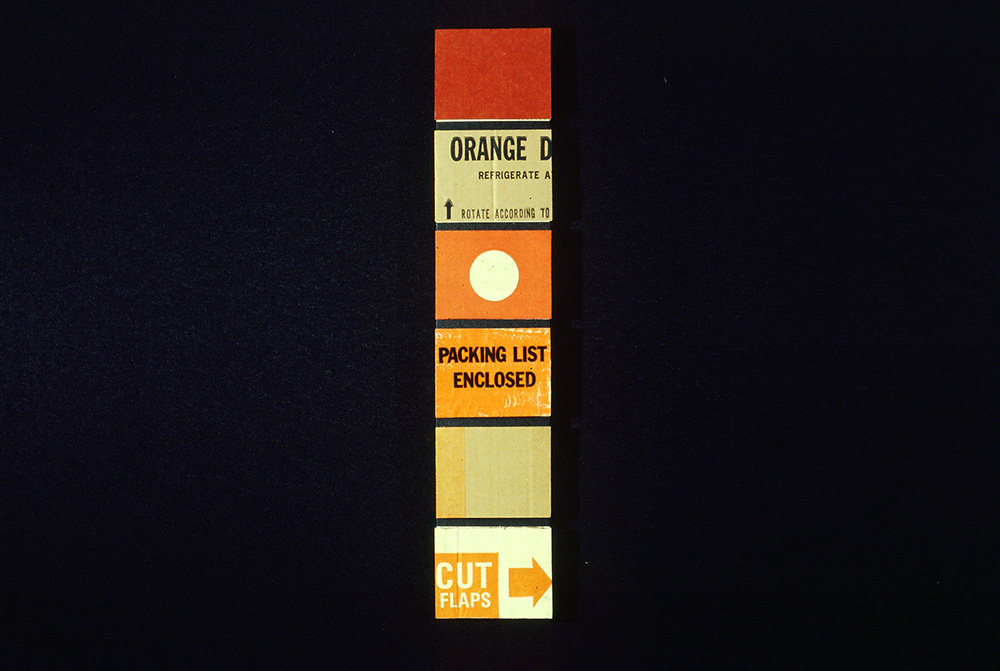 ORANGE D
REFRIGERATE A
ROTATE ACCORDING TO
PACKING LIST
ENCLOSED
CUT
FLAPS